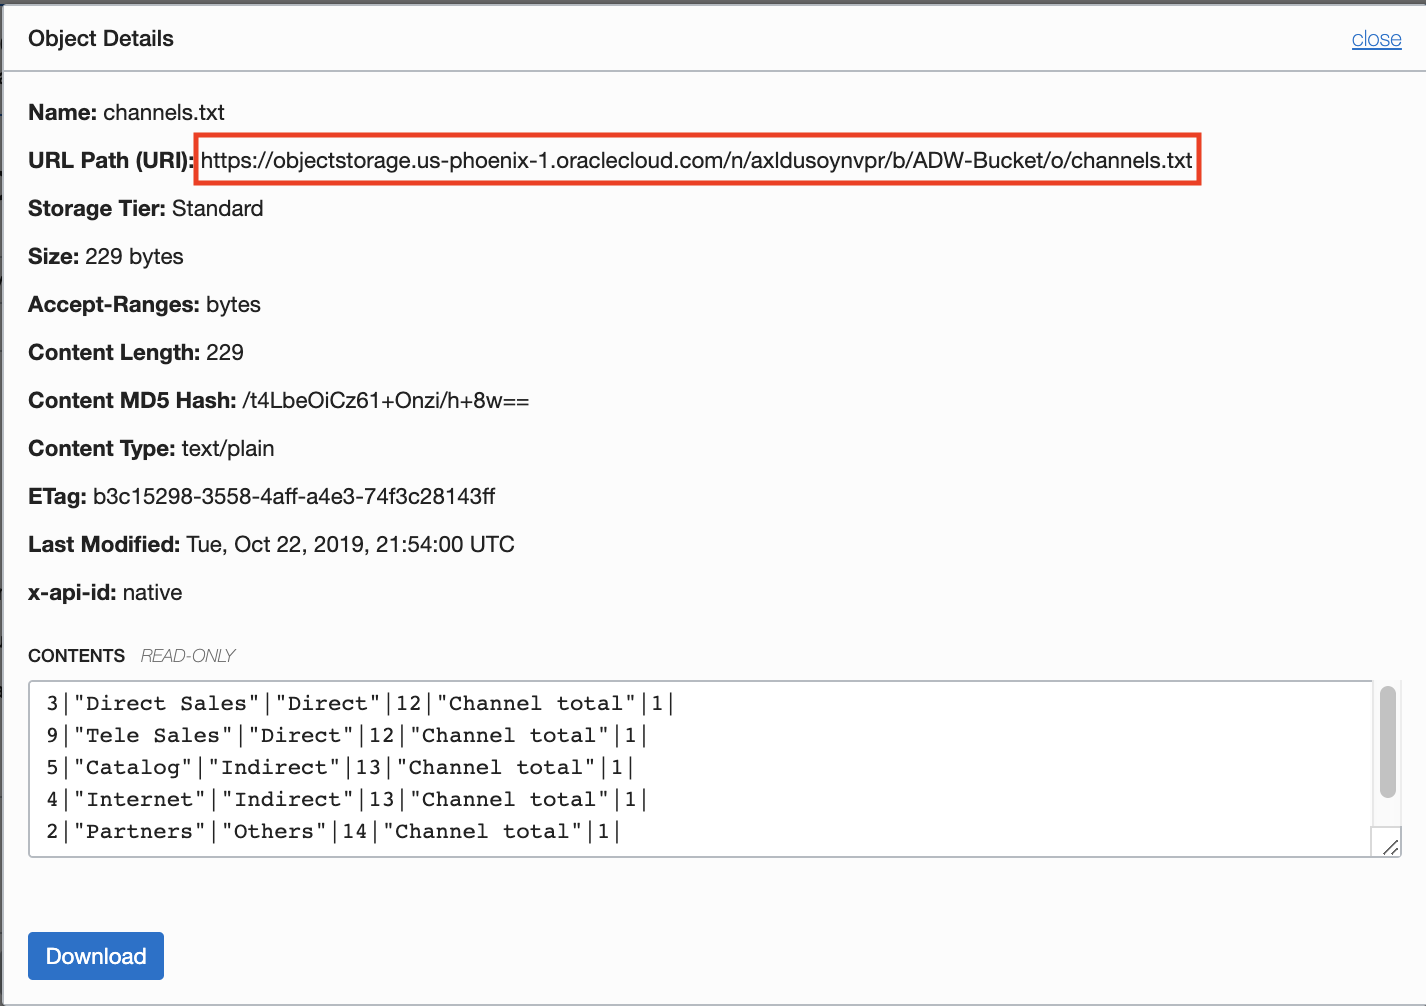 Object Details
close
Name: channels.txt
URL Path (URI): https://objectstorage.us-phoenix-1.oraclecloud.com/n/axldusoynvpr/b/ADW-Bucket/o/channels.txt
Storage Tier: Standard
Size: 229 bytes
Accept-Ranges: bytes
Content Length: 229
Content MD5 Hash: /t4LbeOiCz61+Onzi/h+8w==
Content Type: text/plain
ETag: b3c15298-3558-4aff-a4e3-74f3c28143ff
Last Modified: Tue, Oct 22, 2019, 21:54:00 UTC
x-api-id: native
CONTENTS READ-ONLY
3|"Direct Sales"|"Direct"|12|"Channel total"|1|
9|"Tele Sales"|"Direct"|12|"Channel total"|1|
5|"Catalog"|"Indirect"|13|"Channel total"|1|
4|"Internet"|"Indirect"|13|"Channel total"|1|
2|"Partners"|"Others"|14|"Channel total"|1|
Download